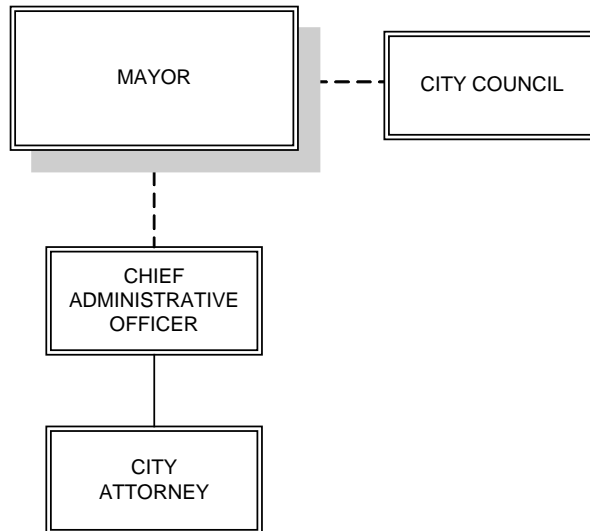 MAYOR
CITY COUNCIL
CHIEF
ADMINISTRATIVE
OFFICER
CITY
ATTORNEY